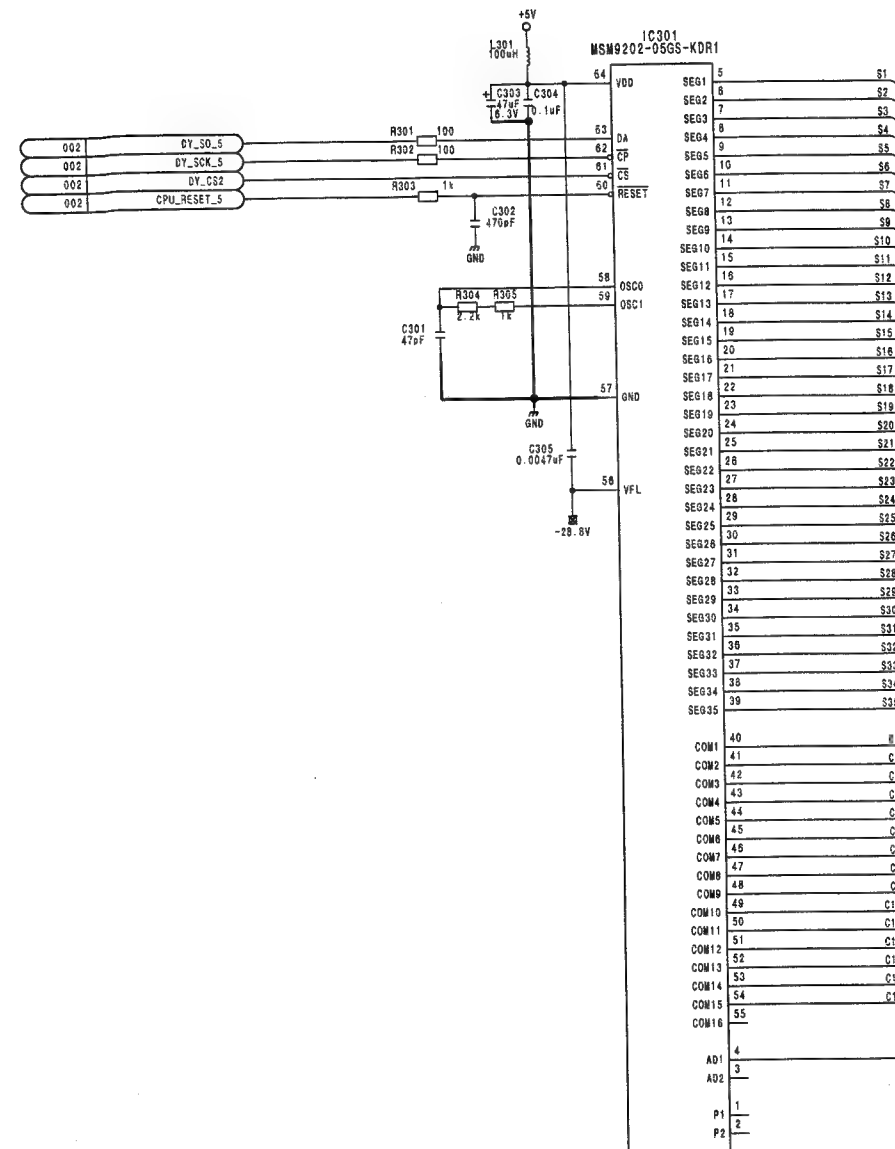 +5V
L301
100uH
IC301
MSM9202-05GS-KDR1
64 VDD
C303
47uF
6.3V
C304
0.1uF
002 DY_SO_5
R301 100
63 DA
002 DY_SCK_5
R302 100
62 CP
002 DY_CS2
61 CS
002 CPU_RESET_5
R303 1k
60 RESET
C302
470pF
GND
58 OSC0
R304 R305
59 OSC1
2.2k 1k
C301
47pF
57 GND
GND
C305
0.0047uF
56 VFL
-28.8V
SEG1 5 S1
SEG2 6 S2
SEG3 7 S3
SEG4 8 S4
SEG5 9 S5
SEG6 10 S6
SEG7 11 S7
SEG8 12 S8
SEG9 13 S9
SEG10 14 S10
SEG11 15 S11
SEG12 16 S12
SEG13 17 S13
SEG14 18 S14
SEG15 19 S15
SEG16 20 S16
SEG17 21 S17
SEG18 22 S18
SEG19 23 S19
SEG20 24 S20
SEG21 25 S21
SEG22 26 S22
SEG23 27 S23
SEG24 28 S24
SEG25 29 S25
SEG26 30 S26
SEG27 31 S27
SEG28 32 S28
SEG29 33 S29
SEG30 34 S30
SEG31 35 S31
SEG32 36 S32
SEG33 37 S33
SEG34 38 S34
SEG35 39 S35
COM1 40
COM2 41 C
COM3 42 C
COM4 43 C
COM5 44 C
COM6 45 C
COM7 46 C
COM8 47 C
COM9 48 C
COM10 49 C1
COM11 50 C1
COM12 51 C1
COM13 52 C1
COM14 53 C1
COM15 54 C1
COM16 55
AD1 4
AD2 3
P1 1
P2 2